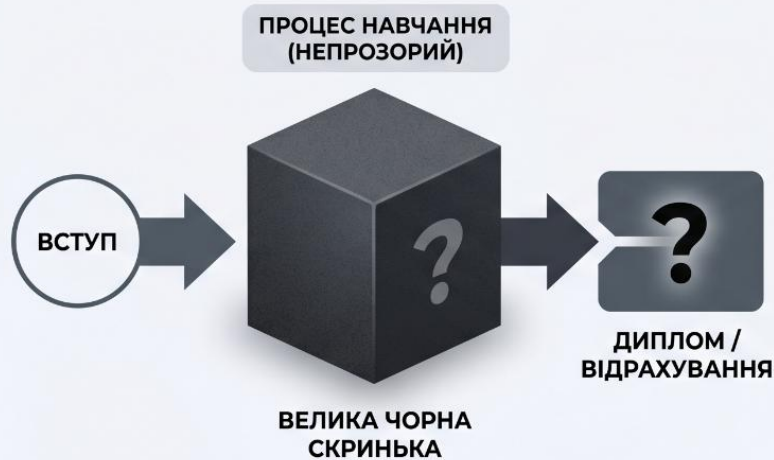 ПРОЦЕС НАВЧАННЯ
(НЕПРОЗОРИЙ)
ВСТУП
?
?
ДИПЛОМ /
ВІДРАХУВАННЯ
ВЕЛИКА ЧОРНА
СКРИНЬКА